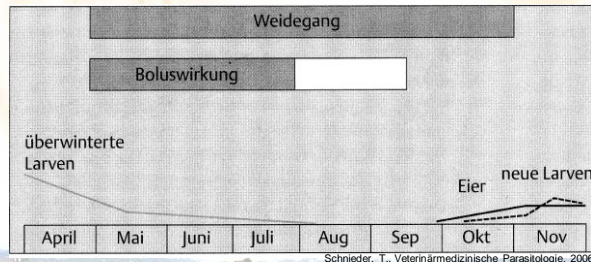 Weidegang
Boluswirkung
überwinterte
Larven
Eier
neue Larven
April Mai Juni Juli Aug Sep Okt Nov
Schnieder, T., Veterinärmedizinische Parasitologie, 2006